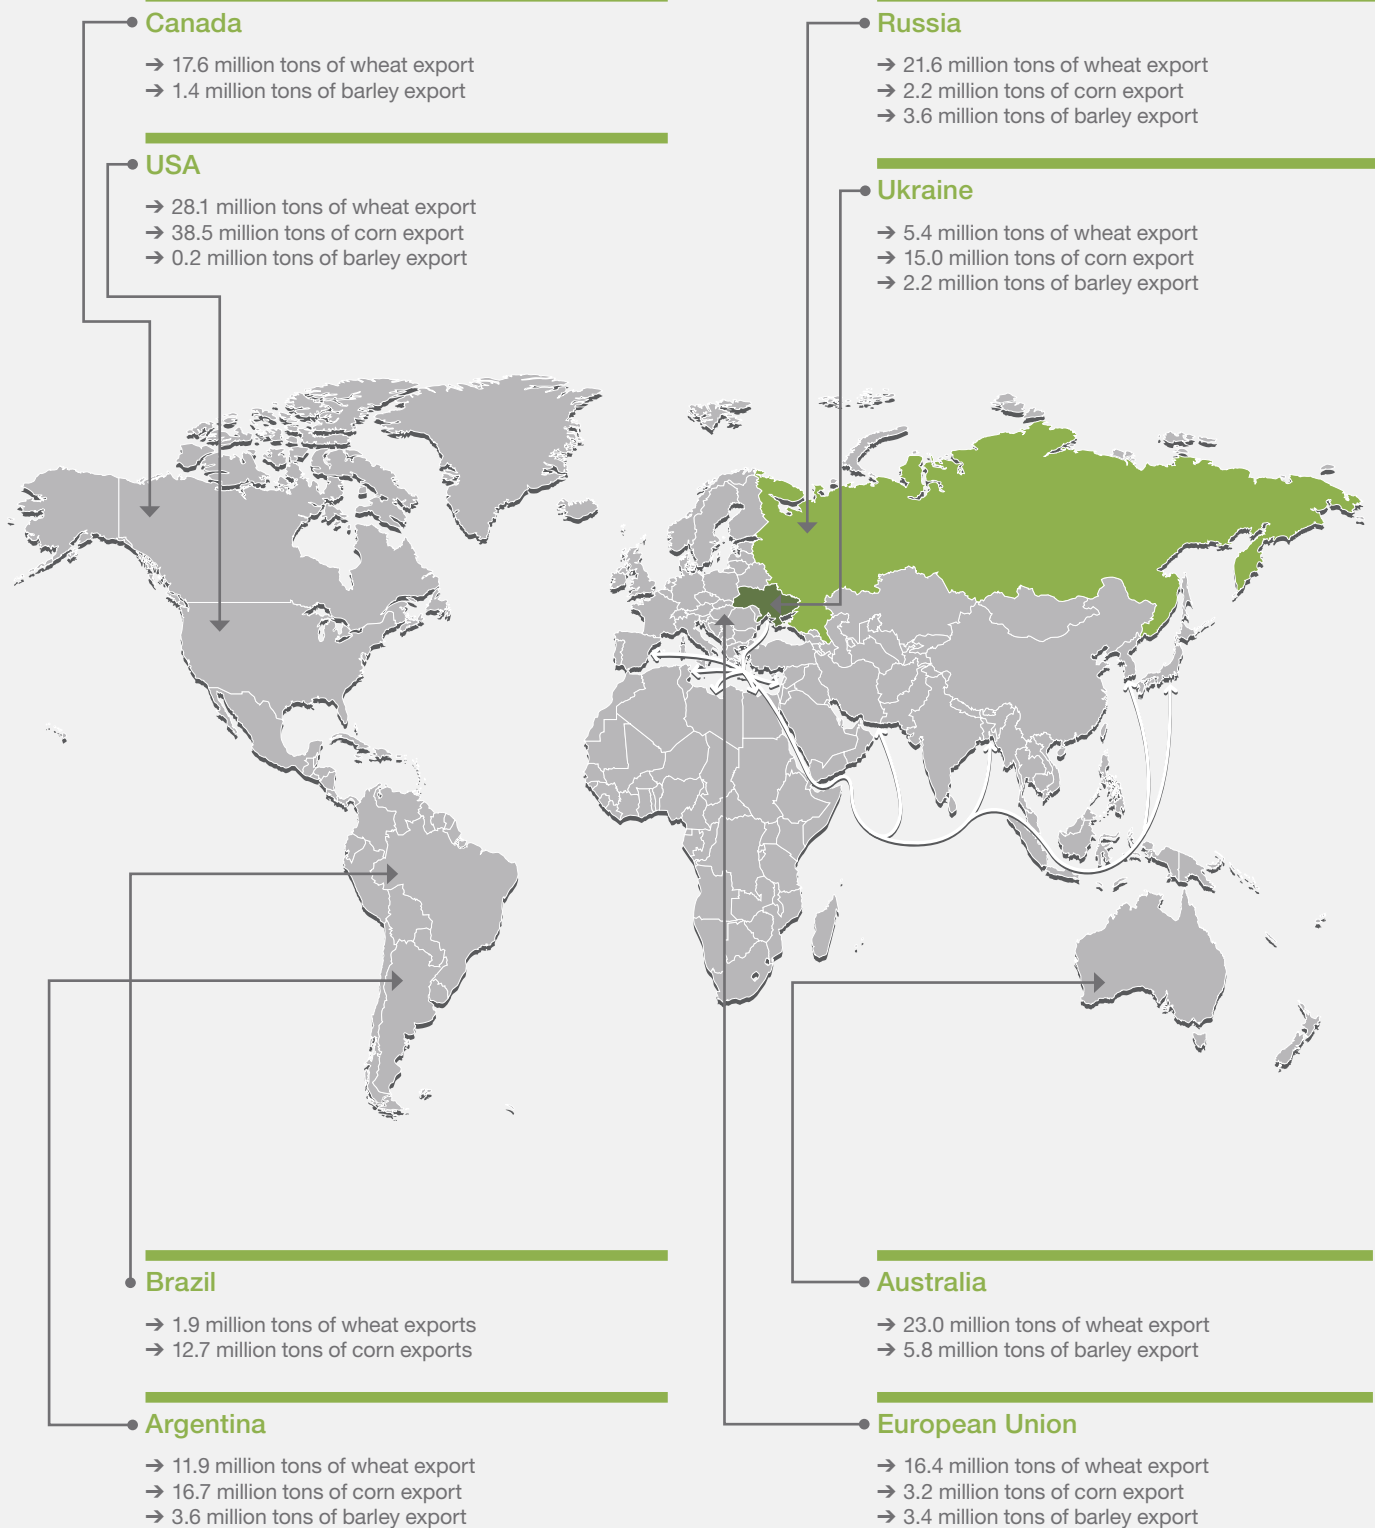 Canada
➔ 17.6 million tons of wheat export
➔ 1.4 million tons of barley export
USA
➔ 28.1 million tons of wheat export
➔ 38.5 million tons of corn export
➔ 0.2 million tons of barley export
Russia
➔ 21.6 million tons of wheat export
➔ 2.2 million tons of corn export
➔ 3.6 million tons of barley export
Ukraine
➔ 5.4 million tons of wheat export
➔ 15.0 million tons of corn export
➔ 2.2 million tons of barley export
Brazil
➔ 1.9 million tons of wheat exports
➔ 12.7 million tons of corn exports
Argentina
➔ 11.9 million tons of wheat export
➔ 16.7 million tons of corn export
➔ 3.6 million tons of barley export
Australia
➔ 23.0 million tons of wheat export
➔ 5.8 million tons of barley export
European Union
➔ 16.4 million tons of wheat export
➔ 3.2 million tons of corn export
➔ 3.4 million tons of barley export